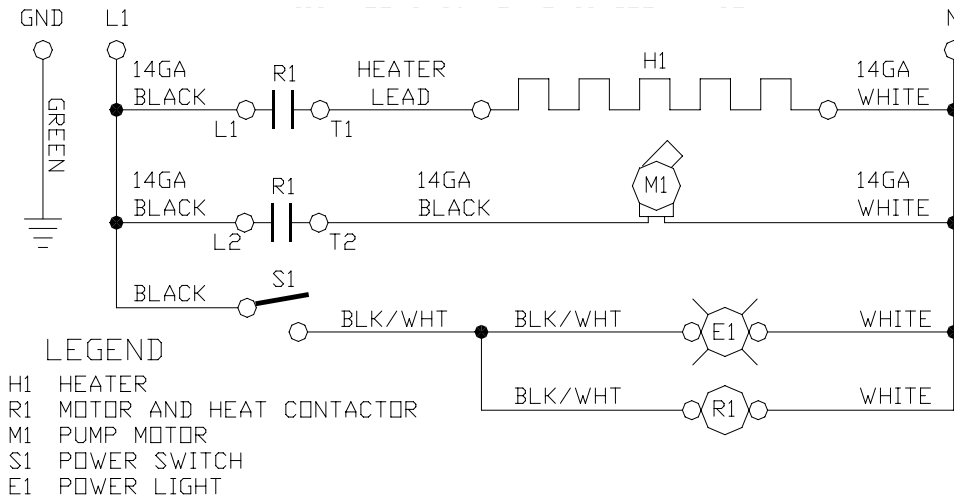 GND
L1
N
14GA
BLACK
R1
L1
T1
HEATER
LEAD
H1
14GA
WHITE
GREEN
14GA
BLACK
R1
L2
T2
14GA
BLACK
M1
14GA
WHITE
BLACK
S1
BLK/WHT
BLK/WHT
E1
WHITE
BLK/WHT
R1
WHITE
LEGEND
H1 HEATER
R1 MOTOR AND HEAT CONTACTOR
M1 PUMP MOTOR
S1 POWER SWITCH
E1 POWER LIGHT